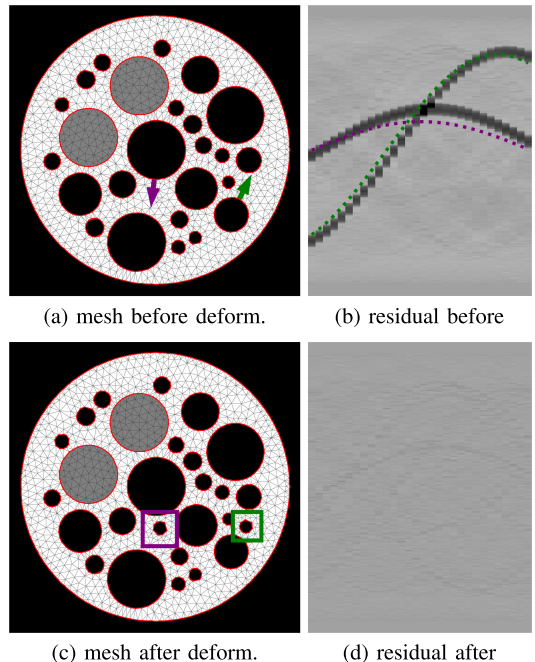 (a) mesh before deform.
(b) residual before
(c) mesh after deform.
(d) residual after